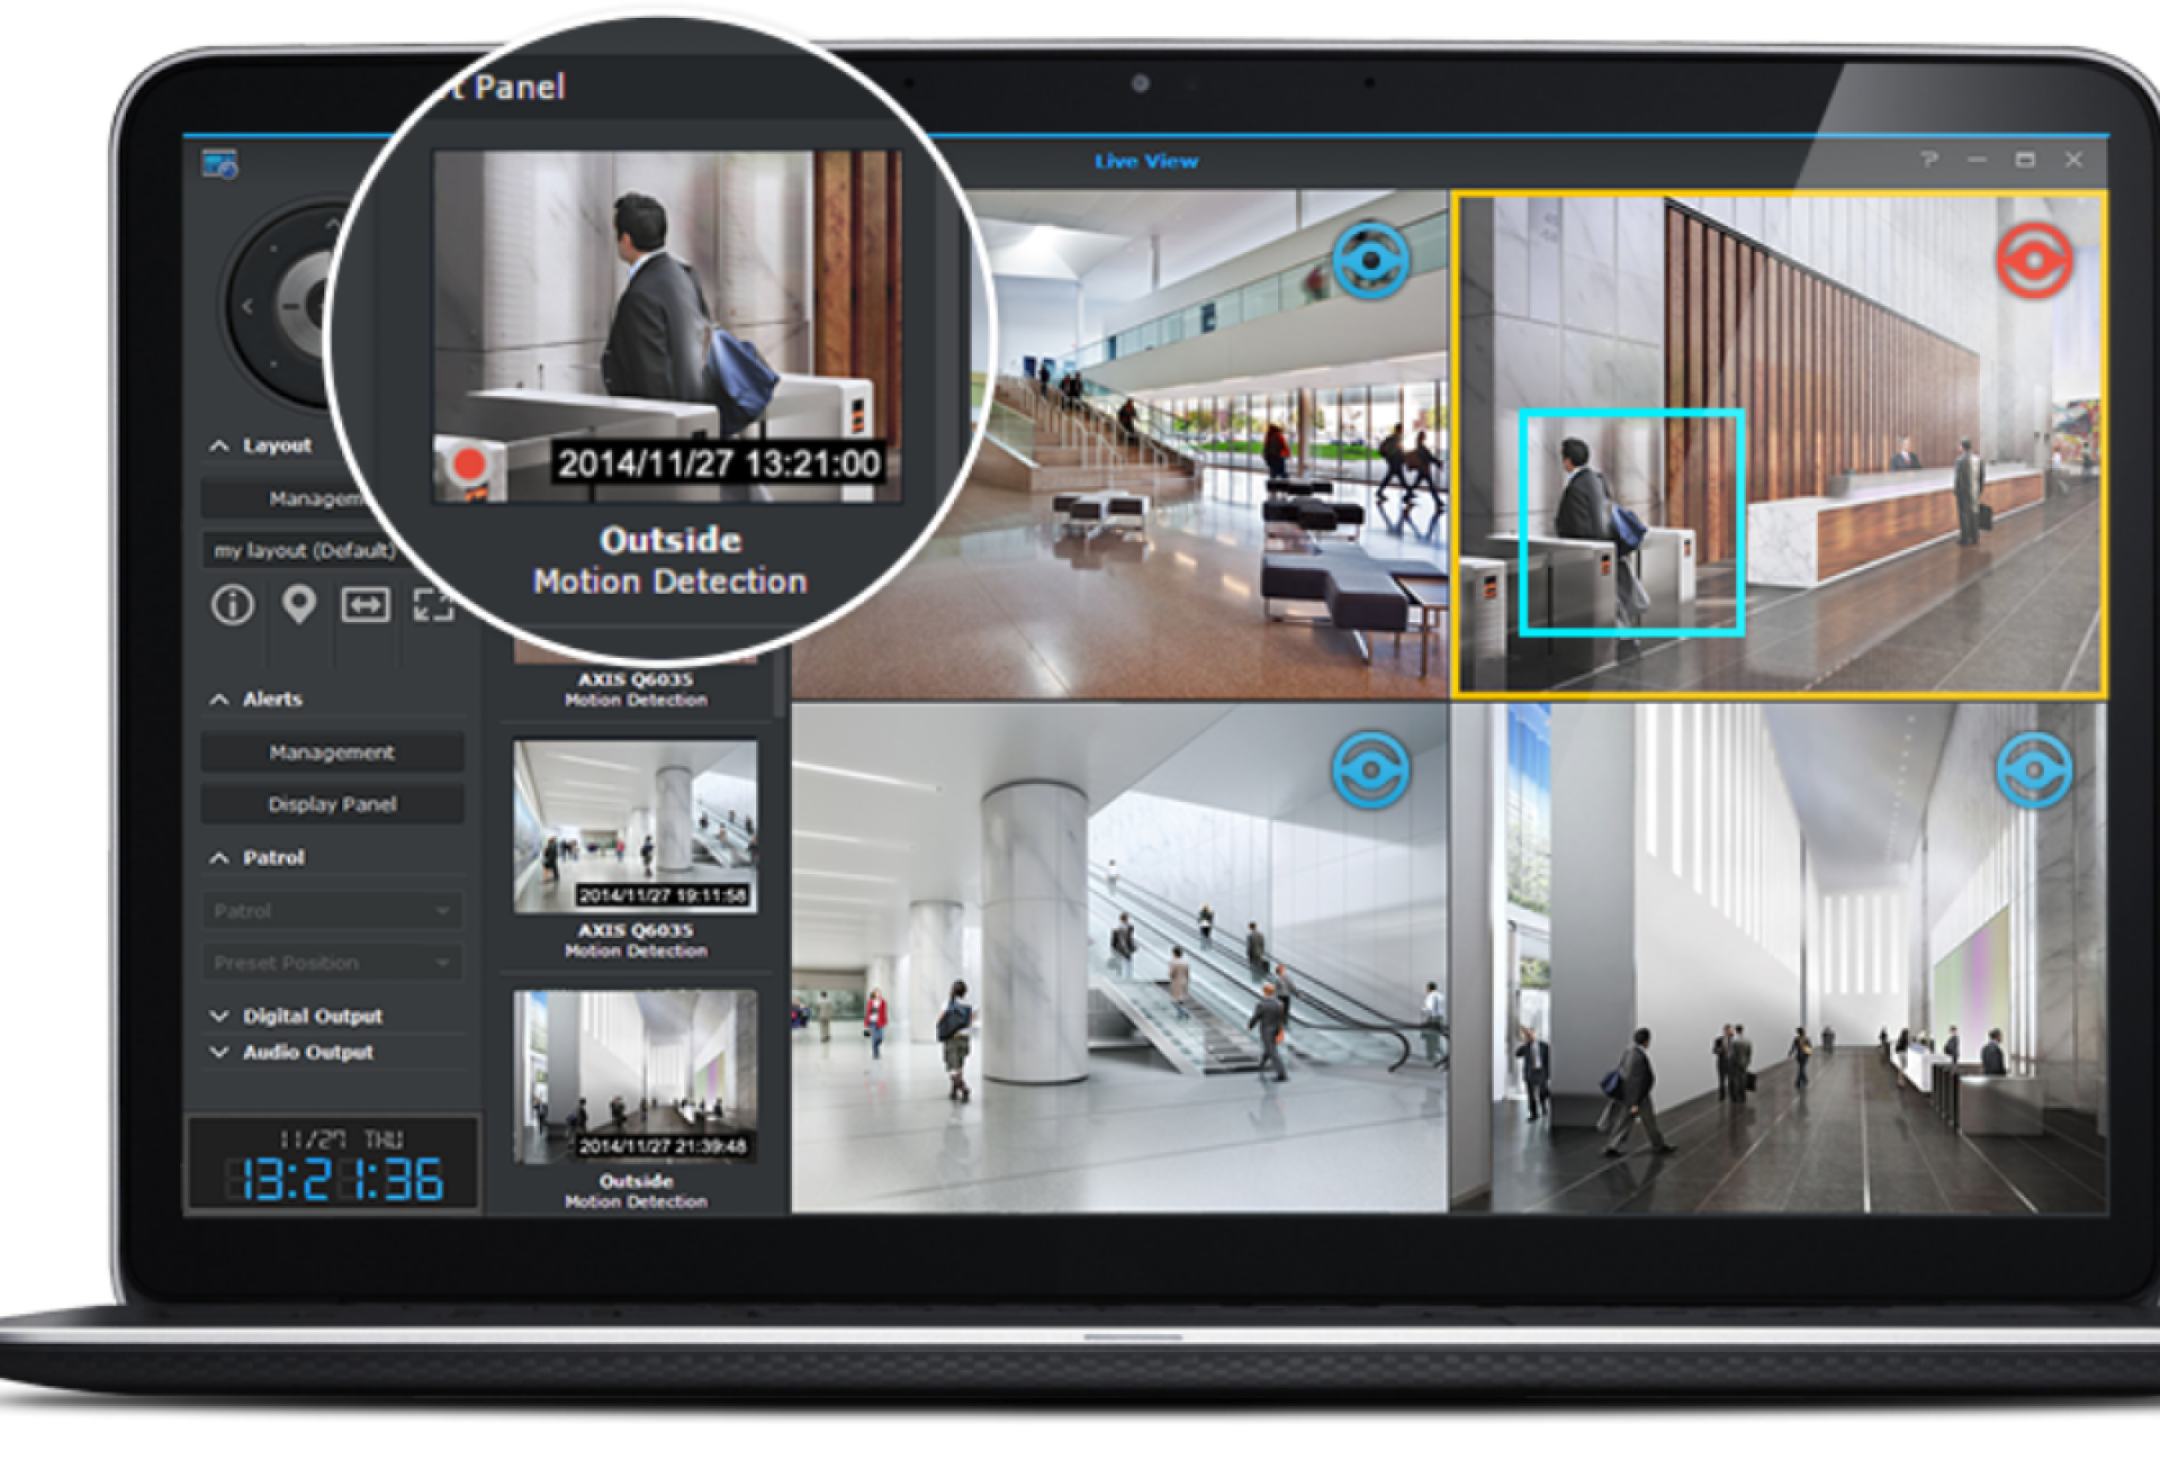 Panel
2014/11/27 13:21:00
Outside
Motion Detection
Live View
?
Layout
Managem
my layout (Default)
Alerts
Management
Display Panel
Patrol
Patrol
Preset Position
Digital Output
Audio Output
11/27 THU
13:21:36
AXIS Q6035
Motion Detection
2014/11/27 19:11:58
AXIS Q6035
Motion Detection
2014/11/27 21:39:48
Outside
Motion Detection